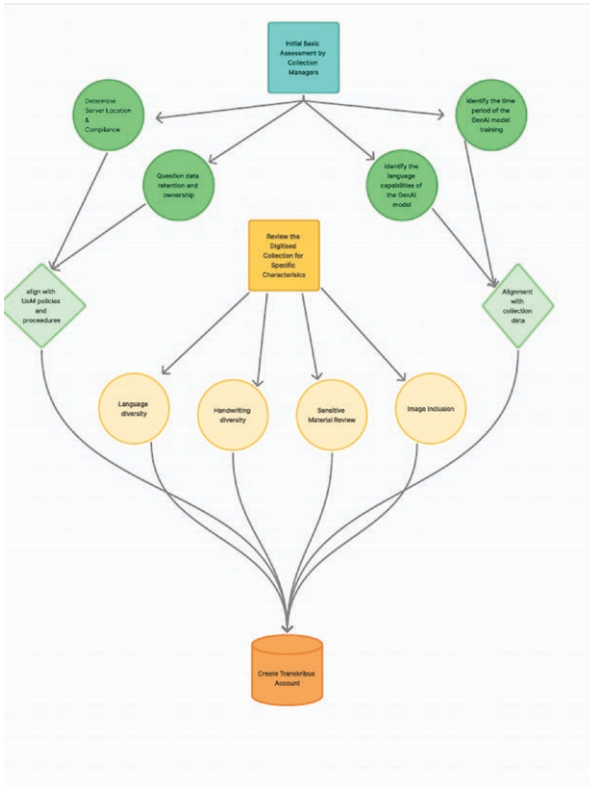 Initial Basic
Assessment by
Collection
Managers
Determine
Server Location
&
Compliance
Identify the time
period of the
GenAI model
training
Question data
retention and
ownership
Identify the
language
capabilities of
the GenAI
model
Review the
Digitised
Collection for
Specific
Characterisics
align with
UoM policies
and
proceedures
Alignment
with
collection
data
Language
diversity
Handwriting
diversity
Sensitive
Material Review
Image Inclusion
Create Transkribus
Account